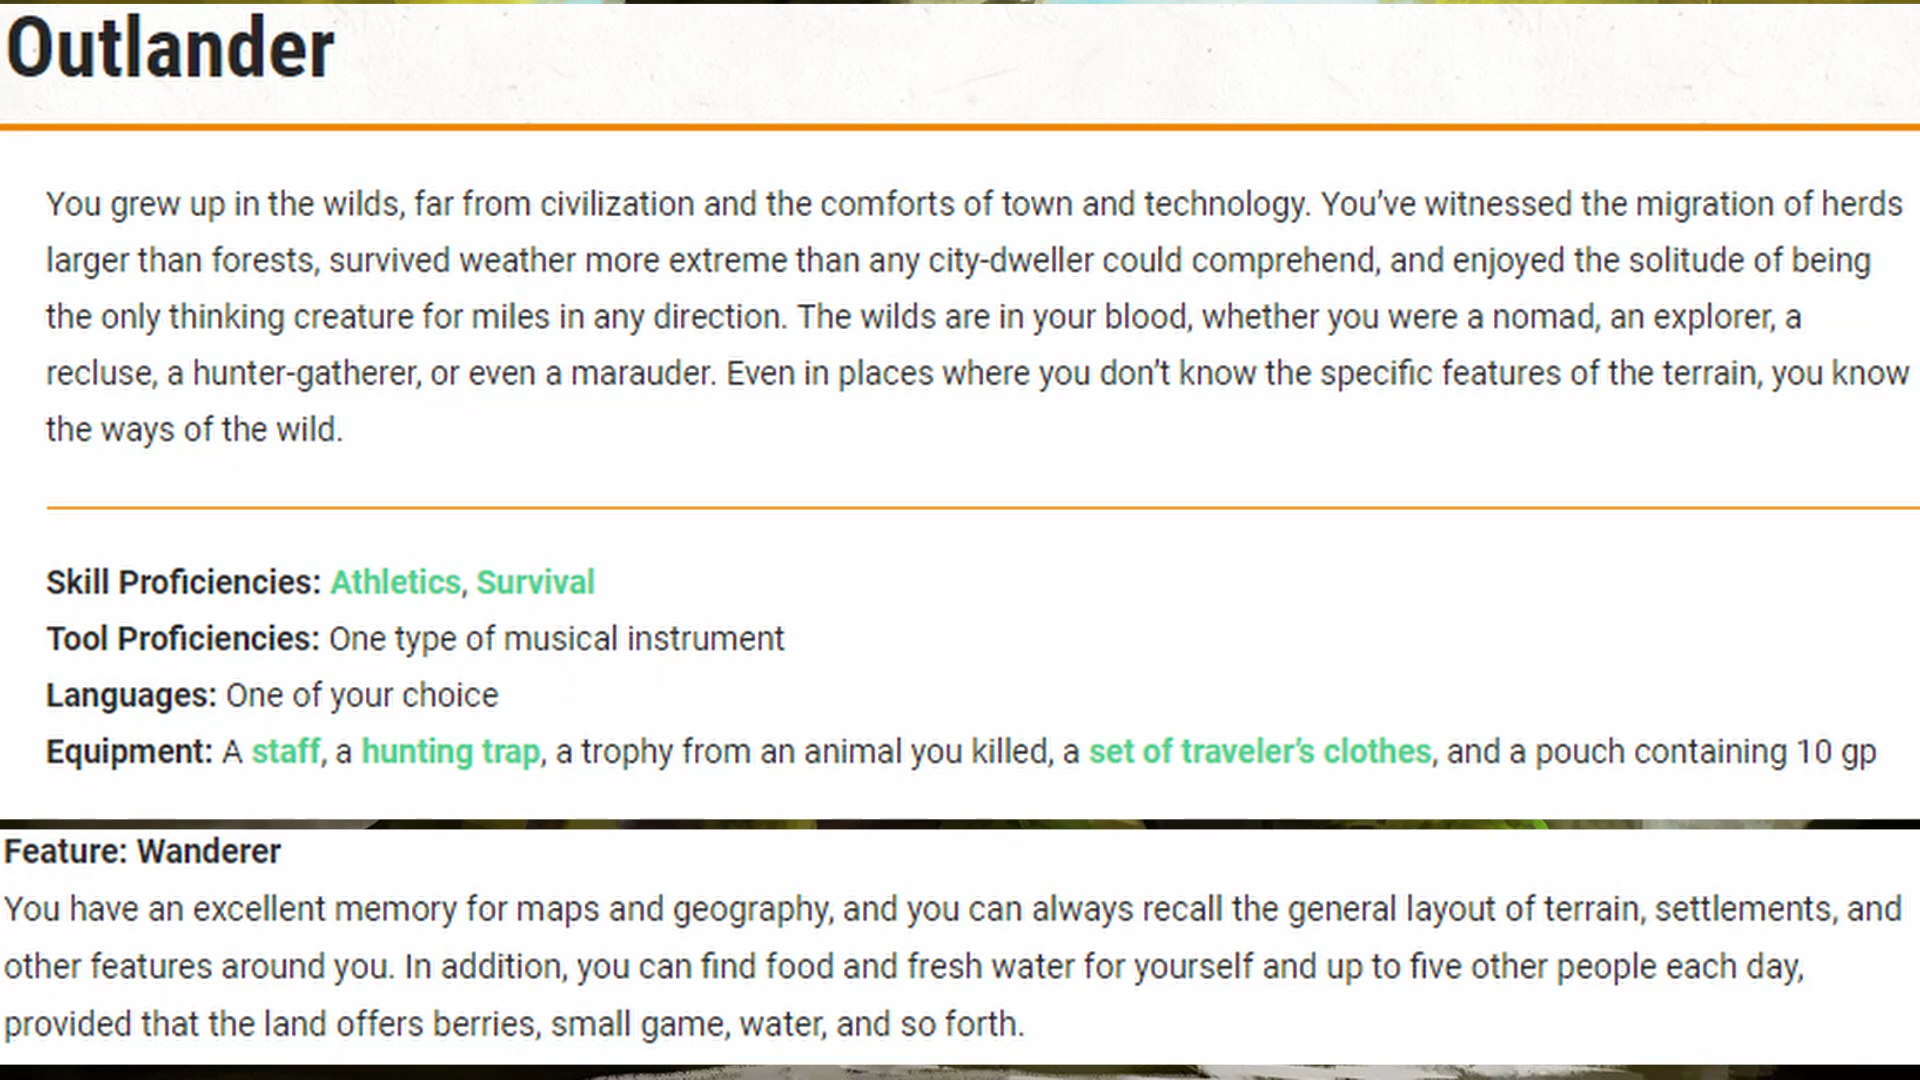 Outlander
You grew up in the wilds, far from civilization and the comforts of town and technology. You’ve witnessed the migration of herds
larger than forests, survived weather more extreme than any city-dweller could comprehend, and enjoyed the solitude of being
the only thinking creature for miles in any direction. The wilds are in your blood, whether you were a nomad, an explorer, a
recluse, a hunter-gatherer, or even a marauder. Even in places where you don’t know the specific features of the terrain, you know
the ways of the wild.
Skill Proficiencies: Athletics, Survival
Tool Proficiencies: One type of musical instrument
Languages: One of your choice
Equipment: A staff, a hunting trap, a trophy from an animal you killed, a set of traveler’s clothes, and a pouch containing 10 gp
Feature: Wanderer
You have an excellent memory for maps and geography, and you can always recall the general layout of terrain, settlements, and
other features around you. In addition, you can find food and fresh water for yourself and up to five other people each day,
provided that the land offers berries, small game, water, and so forth.